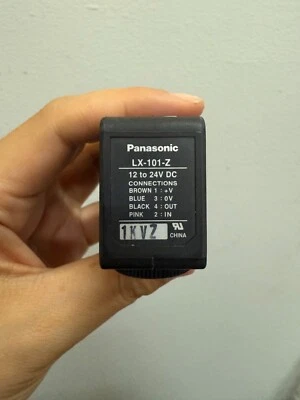 Panasonic
LX-101-Z
12 to 24V DC
CONNECTIONS
BROWN 1 : +V
BLUE 3 : 0V
BLACK 4 : OUT
PINK 2 : IN
1KVZ
CHINA